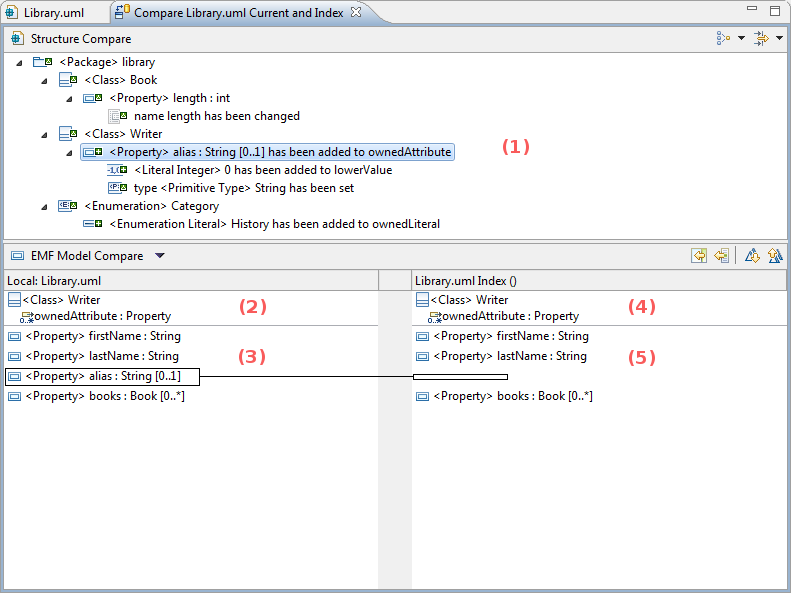 Library.uml
Compare Library.uml Current and Index
Structure Compare
<Package> library
<Class> Book
<Property> length : int
name length has been changed
<Class> Writer
<Property> alias : String [0..1] has been added to ownedAttribute
(1)
<Literal Integer> 0 has been added to lowerValue
type <Primitive Type> String has been set
<Enumeration> Category
<Enumeration Literal> History has been added to ownedLiteral
EMF Model Compare
Local: Library.uml
Library.uml Index ()
<Class> Writer
ownedAttribute : Property
(2)
<Class> Writer
ownedAttribute : Property
(4)
<Property> firstName : String
<Property> lastName : String
(3)
<Property> alias : String [0..1]
<Property> books : Book [0..*]
<Property> firstName : String
<Property> lastName : String
(5)
<Property> books : Book [0..*]